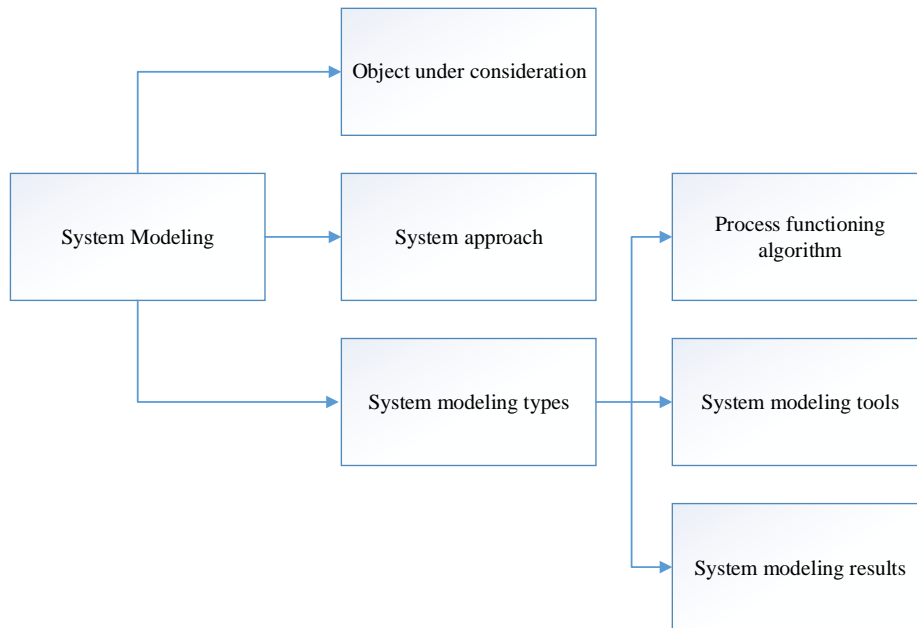 Object under consideration
System Modeling
System approach
Process functioning
algorithm
System modeling types
System modeling tools
System modeling results